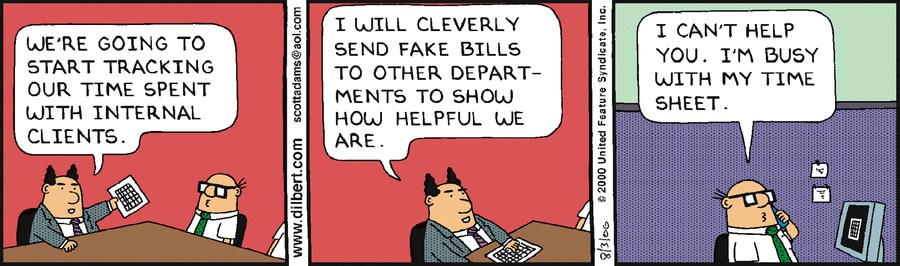 WE'RE GOING TO
START TRACKING
OUR TIME SPENT
WITH INTERNAL
CLIENTS.
www.dilbert.com scottadams@aol.com
I WILL CLEVERLY
SEND FAKE BILLS
TO OTHER DEPART-
MENTS TO SHOW
HOW HELPFUL WE
ARE.
8/3/06 © 2000 United Feature Syndicate, Inc.
I CAN'T HELP
YOU. I'M BUSY
WITH MY TIME
SHEET.